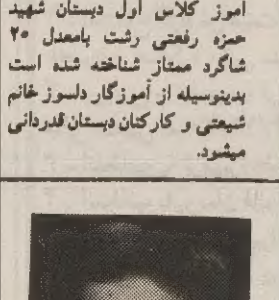 آموز کلاس اول دبستان شهید
حمزه رفعتی رشت بامعدل ۲۰
شاگرد ممتاز شناخته شده است
بدینوسیله از آموزگار دلسوز خانم
شیعتی و کارکنان دبستان قدردانی
میشود.